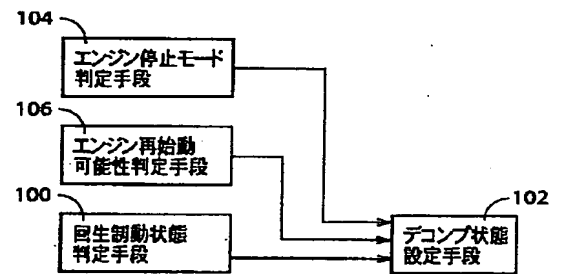 104
エンジン停止モード
判定手段
106
エンジン再始動
可能性判定手段
100
回生制動状態
判定手段
102
デコンプ状態
設定手段